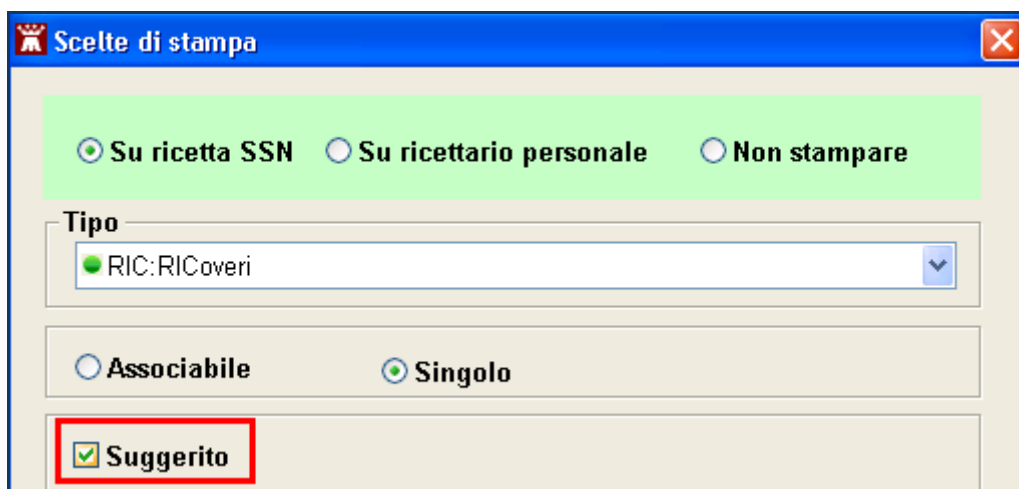 Scelte di stampa
Su ricetta SSN Su ricettario personale Non stampare
Tipo
RIC:RICoveri
Associabile Singolo
Suggerito